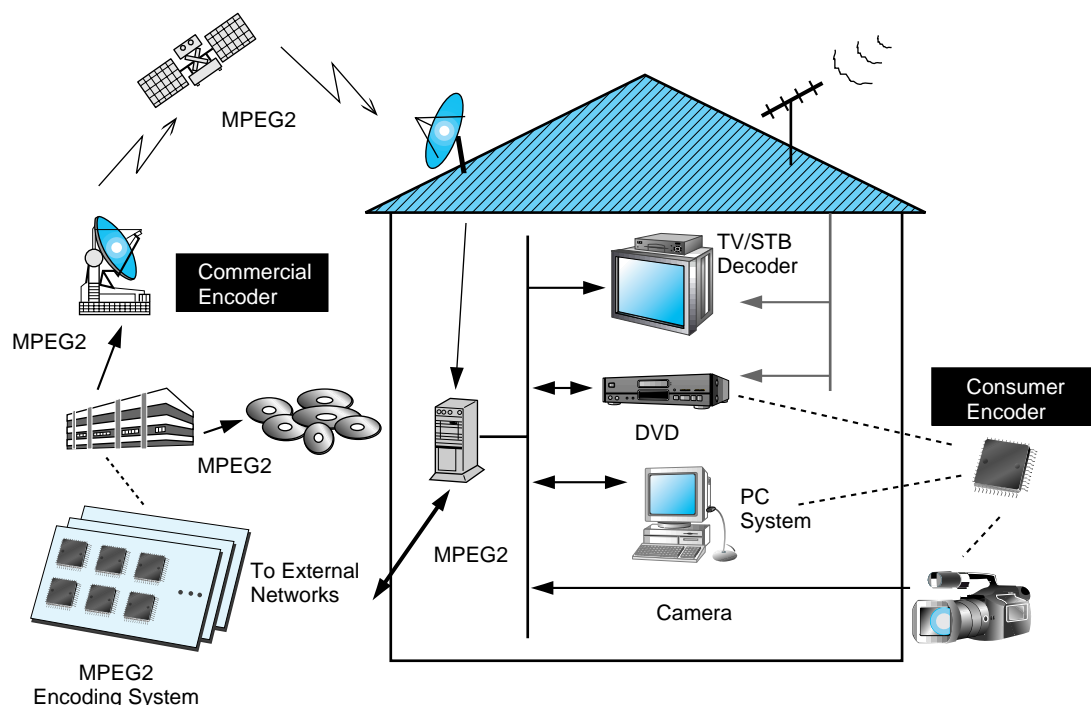 MPEG2
Commercial
Encoder
MPEG2
MPEG2
To External
Networks
MPEG2
Encoding System
TV/STB
Decoder
DVD
PC
System
MPEG2
Camera
Consumer
Encoder